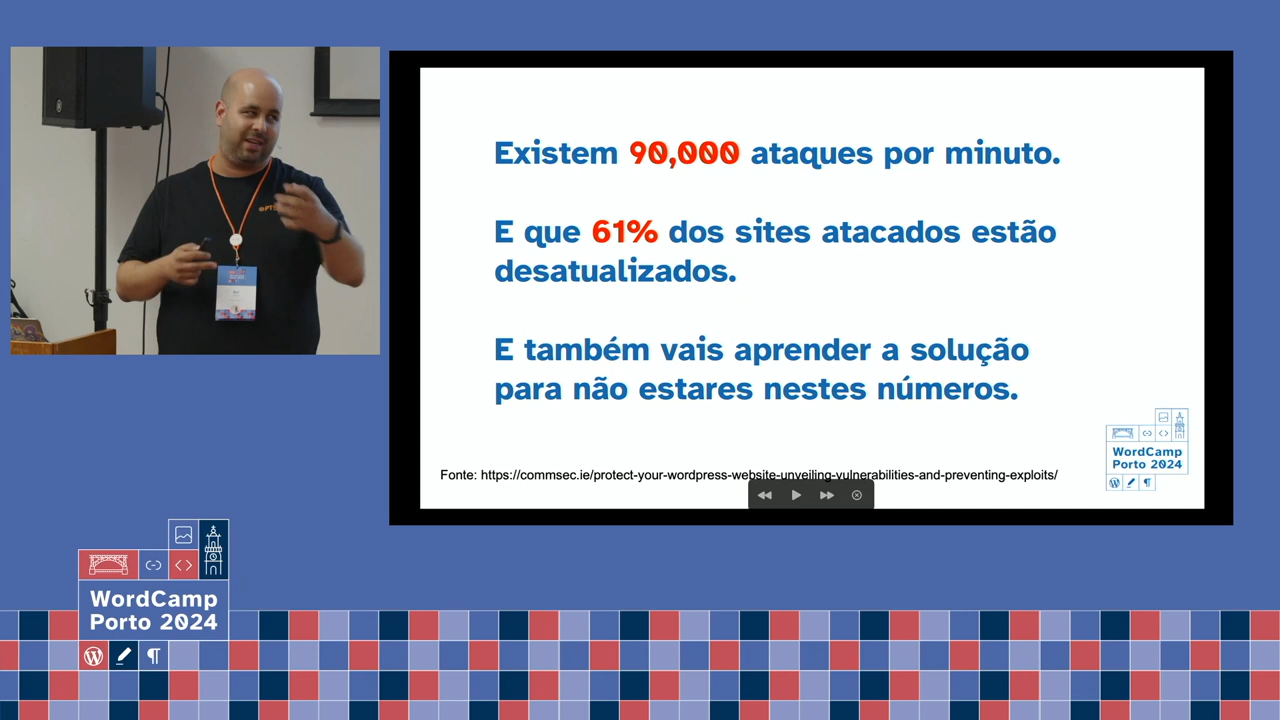 Existem 90,000 ataques por minuto.
E que 61% dos sites atacados estão
desatualizados.
E também vais aprender a solução
para não estares nestes números.
Fonte: https://commsec.ie/protect-your-wordpress-website-unveiling-vulnerabilities-and-preventing-exploits/
WordCamp
Porto 2024
WordCamp
Porto 2024